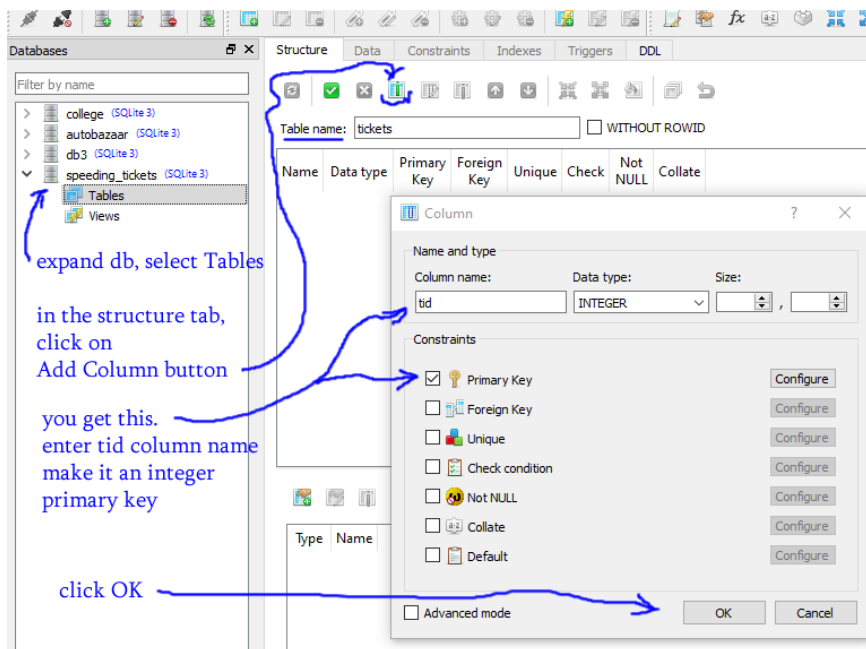 fx
Databases
Structure
Data
Constraints
Indexes
Triggers
DDL
Filter by name
college (SQLite 3)
autobazaar (SQLite 3)
db3 (SQLite 3)
speeding_tickets (SQLite 3)
Tables
Views
Table name: tickets
WITHOUT ROWID
Name
Data type
Primary Key
Foreign Key
Unique
Check
Not NULL
Collate
expand db, select Tables
in the structure tab,
click on
Add Column button
you get this.
enter tid column name
make it an integer
primary key
click OK
Column
?
Name and type
Column name:
Data type:
Size:
tid
INTEGER
,
Constraints
Primary Key
Configure
Foreign Key
Configure
Unique
Configure
Check condition
Configure
Not NULL
Configure
a-z Collate
Configure
Default
Configure
Advanced mode
OK
Cancel
Type
Name